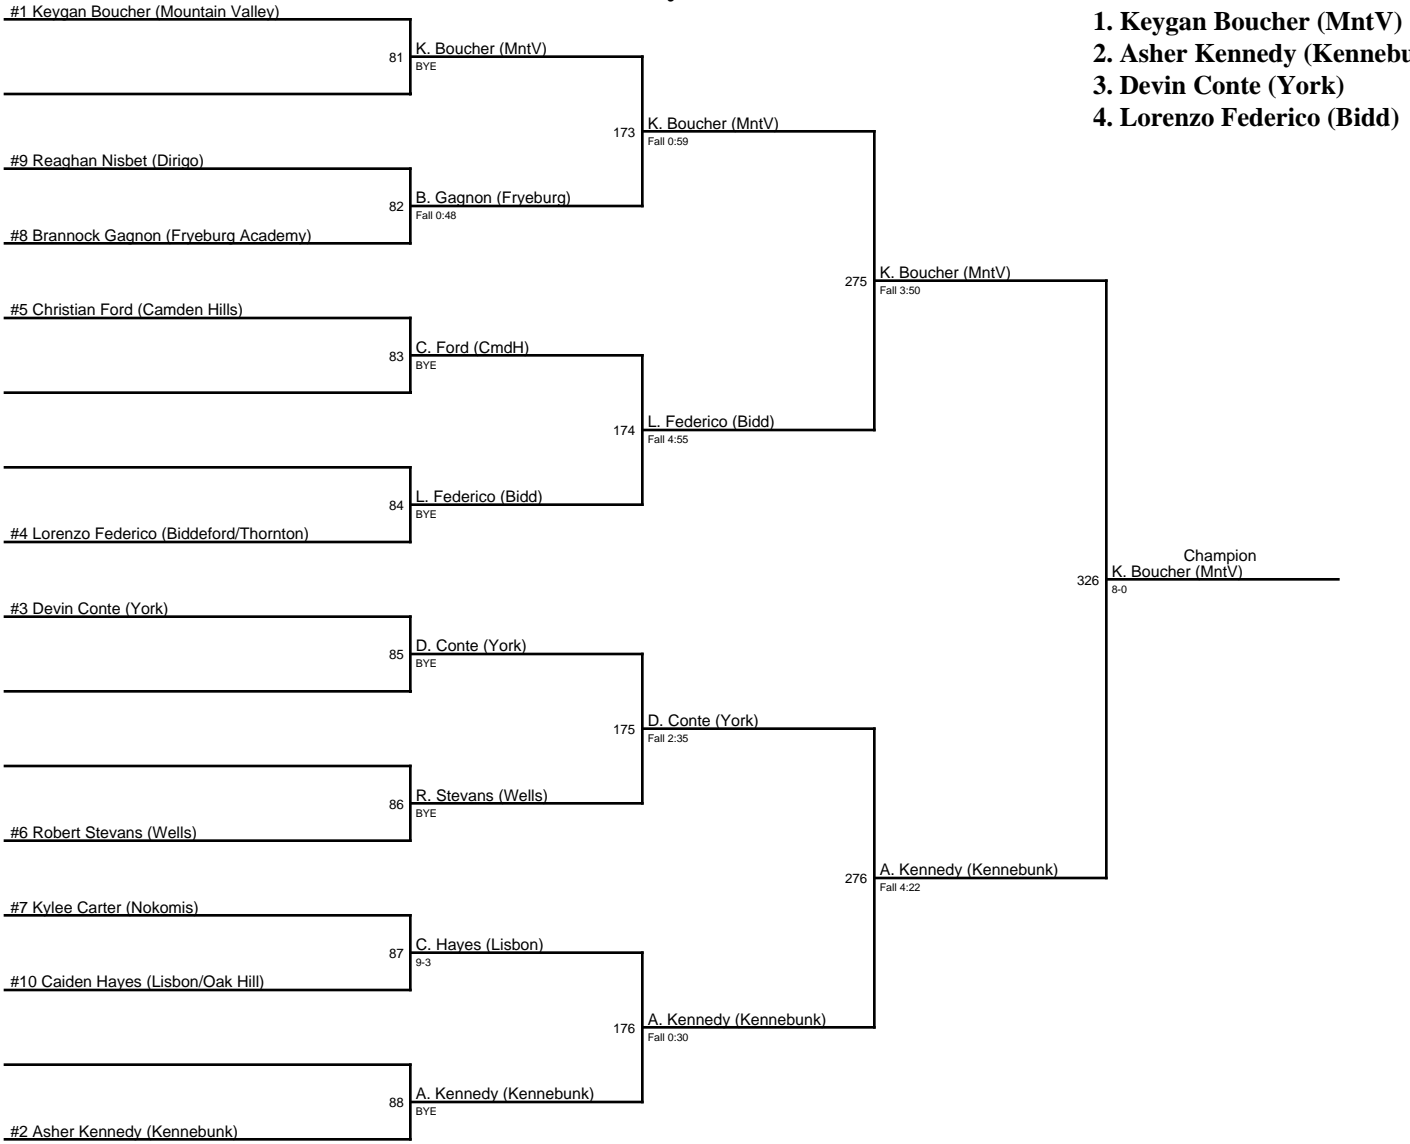 #1 Keygan Boucher (Mountain Valley)
1. Keygan Boucher (MntV)
2. Asher Kennedy
3. Devin Conte (York)
4. Lorenzo Federico (Bidd)
81
K. Boucher (MntV)
BYE
173
K. Boucher (MntV)
Fall 0:59
#9 Reaghan Nisbet (Dirigo)
82
B. Gagnon (Fryeburg)
Fall 0:48
#8 Brannock Gagnon (Fryeburg Academy)
275
K. Boucher (MntV)
Fall 3:50
#5 Christian Ford (Camden Hills)
83
C. Ford (CmdH)
BYE
174
L. Federico (Bidd)
Fall 4:55
84
L. Federico (Bidd)
BYE
#4 Lorenzo Federico (Biddeford/Thornton)
Champion
326
K. Boucher (MntV)
8-0
#3 Devin Conte (York)
85
D. Conte (York)
BYE
175
D. Conte (York)
Fall 2:35
86
R. Stevans (Wells)
BYE
#6 Robert Stevans (Wells)
276
A. Kennedy (Kennebunk)
Fall 4:22
#7 Kylee Carter (Nokomis)
87
C. Hayes (Lisbon)
9-3
#10 Caiden Hayes (Lisbon/Oak Hill)
176
A. Kennedy (Kennebunk)
Fall 0:30
88
A. Kennedy (Kennebunk)
BYE
#2 Asher Kennedy (Kennebunk)